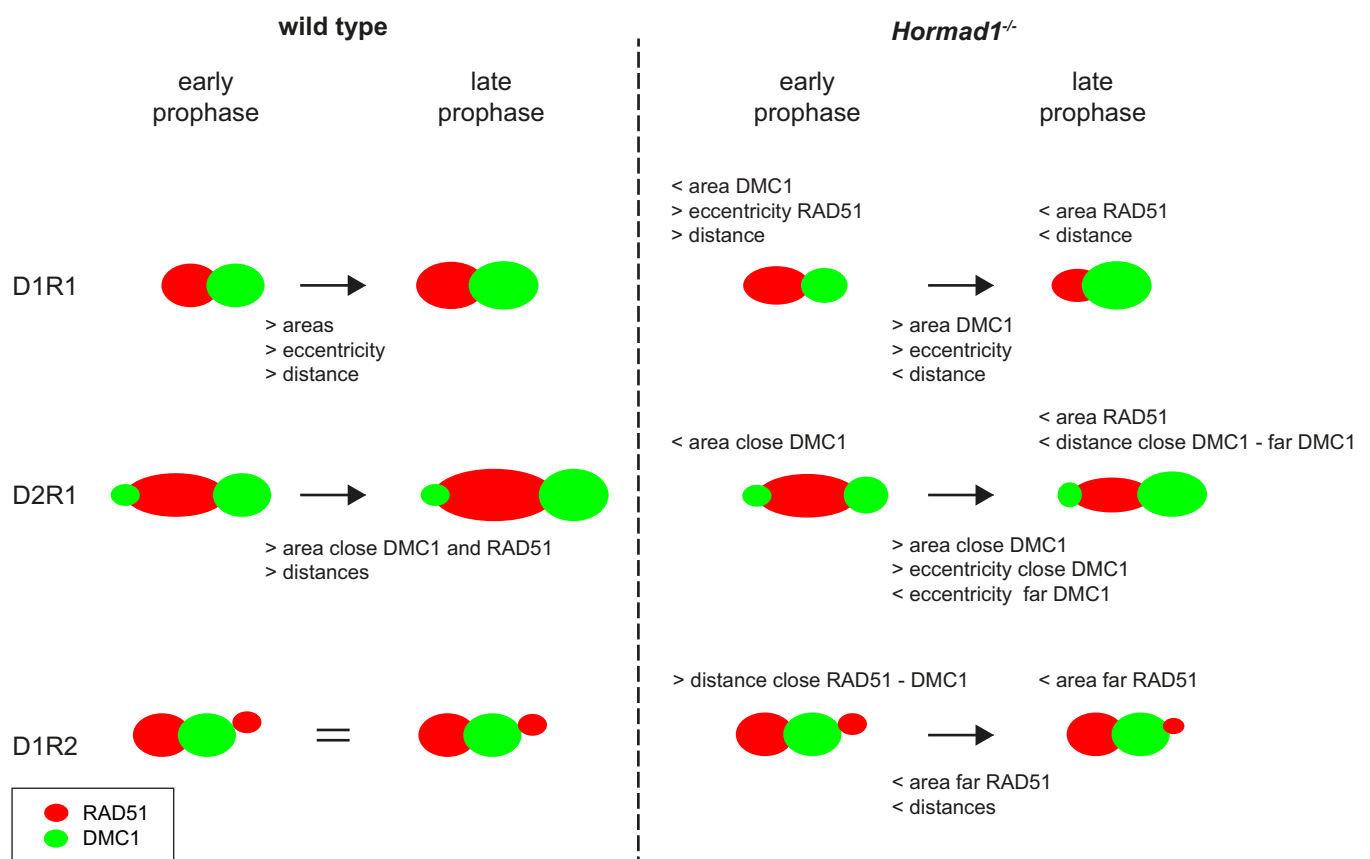 wild type
Hormad1-/-
early
prophase
late
prophase
early
prophase
late
prophase
< area DMC1
> eccentricity RAD51
> distance
< area RAD51
< distance
D1R1
> areas
> eccentricity
> distance
> area DMC1
> eccentricity
< distance
< area close DMC1
< area RAD51
< distance close DMC1 - far DMC1
D2R1
> area close DMC1 and RAD51
> distances
> area close DMC1
> eccentricity close DMC1
< eccentricity far DMC1
> distance close RAD51 - DMC1
< area far RAD51
D1R2
=
< area far RAD51
< distances
RAD51
DMC1